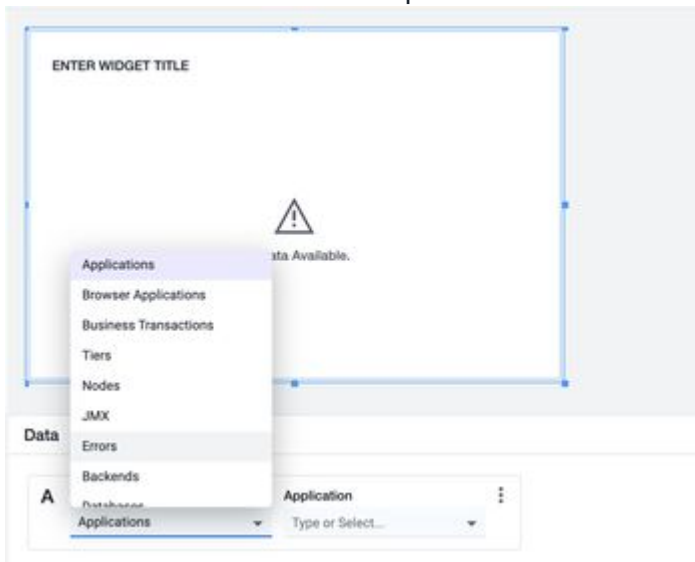 ENTER WIDGET TITLE
ata Available.
Applications
Browser Applications
Business Transactions
Tiers
Nodes
JMX
Errors
Backends
Databases
Data
A
Application
Applications
Type or Select...